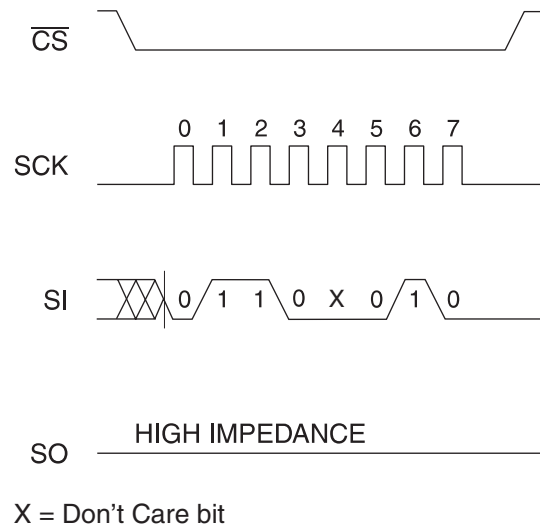 CS
0 1 2 3 4 5 6 7
SCK
SI 0 1 1 0 X 0 1 0
HIGH IMPEDANCE
SO
X = Don't Care bit